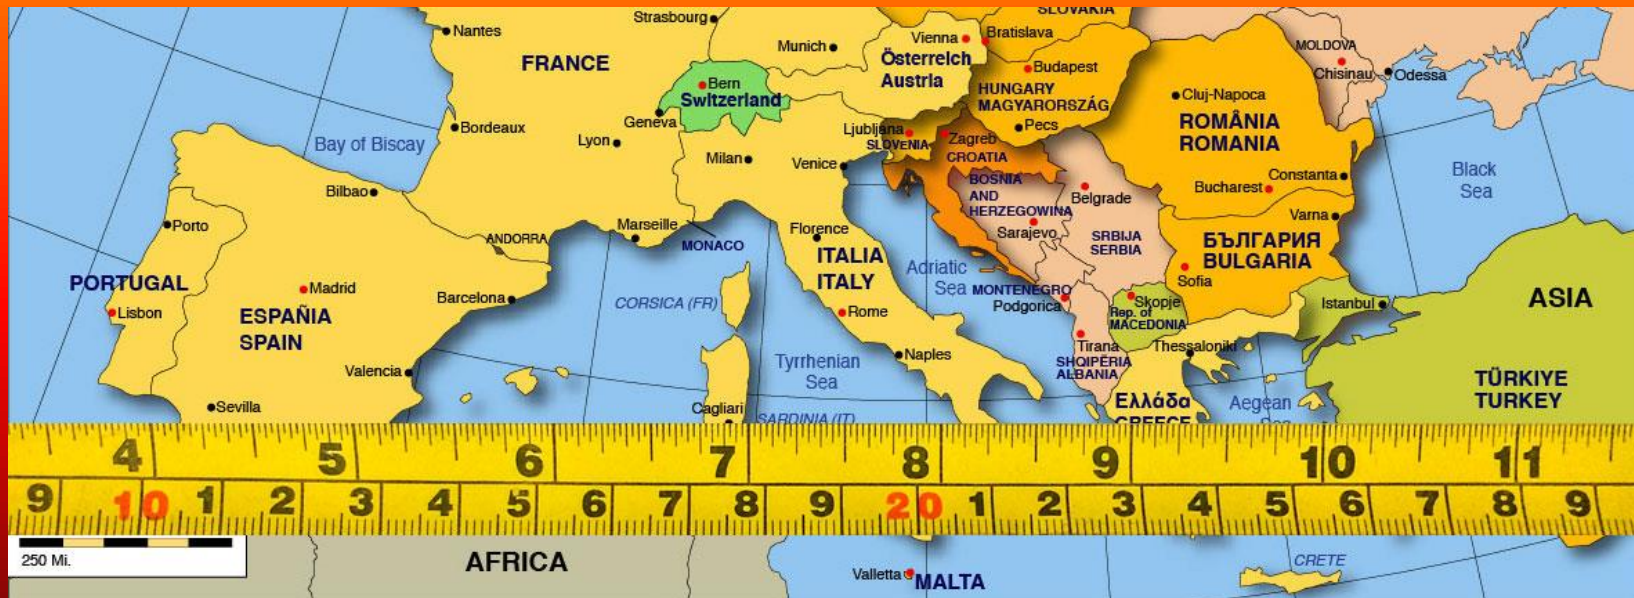 Strasbourg
SLOVAKIA
Nantes
Munich
Vienna
Bratislava
MOLDOVA
FRANCE
Österreich
Austria
Budapest
Chisinau
Odessa
Bern
Switzerland
HUNGARY
MAGYARORSZÁG
Cluj-Napoca
Geneva
Bordeaux
Ljubljana
SLOVENIA
Zagreb
CROATIA
Pecs
ROMÂNIA
ROMANIA
Bay of Biscay
Lyon
Milan
Venice
BOSNIA
AND
HERZEGOWINA
Black
Sea
Bilbao
Belgrade
Bucharest
Constanta
Porto
Marseille
MONACO
Florence
Sarajevo
SRBIJA
SERBIA
Varna
ANDORRA
БЪЛГАРИЯ
BULGARIA
ITALIA
ITALY
Adriatic
Sea
Sofia
PORTUGAL
Madrid
Barcelona
CORSICA (FR)
MONTENEGRO
Podgorica
Skopje
Rep. of
MACEDONIA
Istanbul
ASIA
Lisbon
ESPAÑIA
SPAIN
Rome
Tirana
Thessaloniki
Naples
SHQIPËRIA
ALBANIA
Valencia
Tyrrhenian
Sea
TÜRKIYE
TURKEY
Sevilla
Cagliari
SARDINIA (IT)
Ελλάδα
GREECE
Aegean
Sea
4 5 6 7 8 9 10 11
9 10 1 2 3 4 5 6 7 8 9 20 1 2 3 4 5 6 7 8 9
250 Mi.
AFRICA
Valletta
MALTA
CRETE